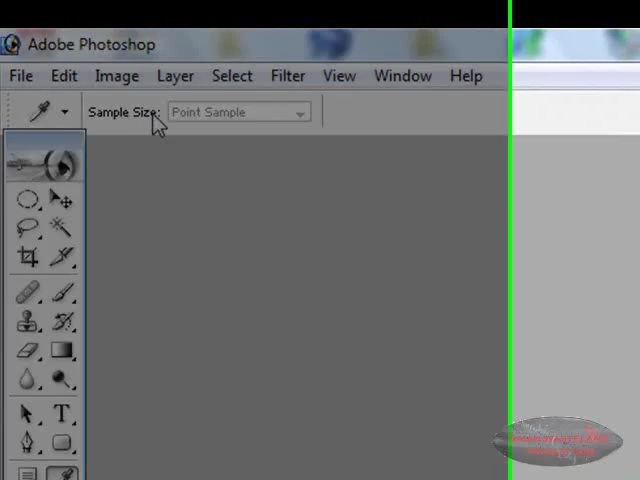 Adobe Photoshop
File Edit Image Layer Select Filter View Window Help
Sample Size: Point Sample